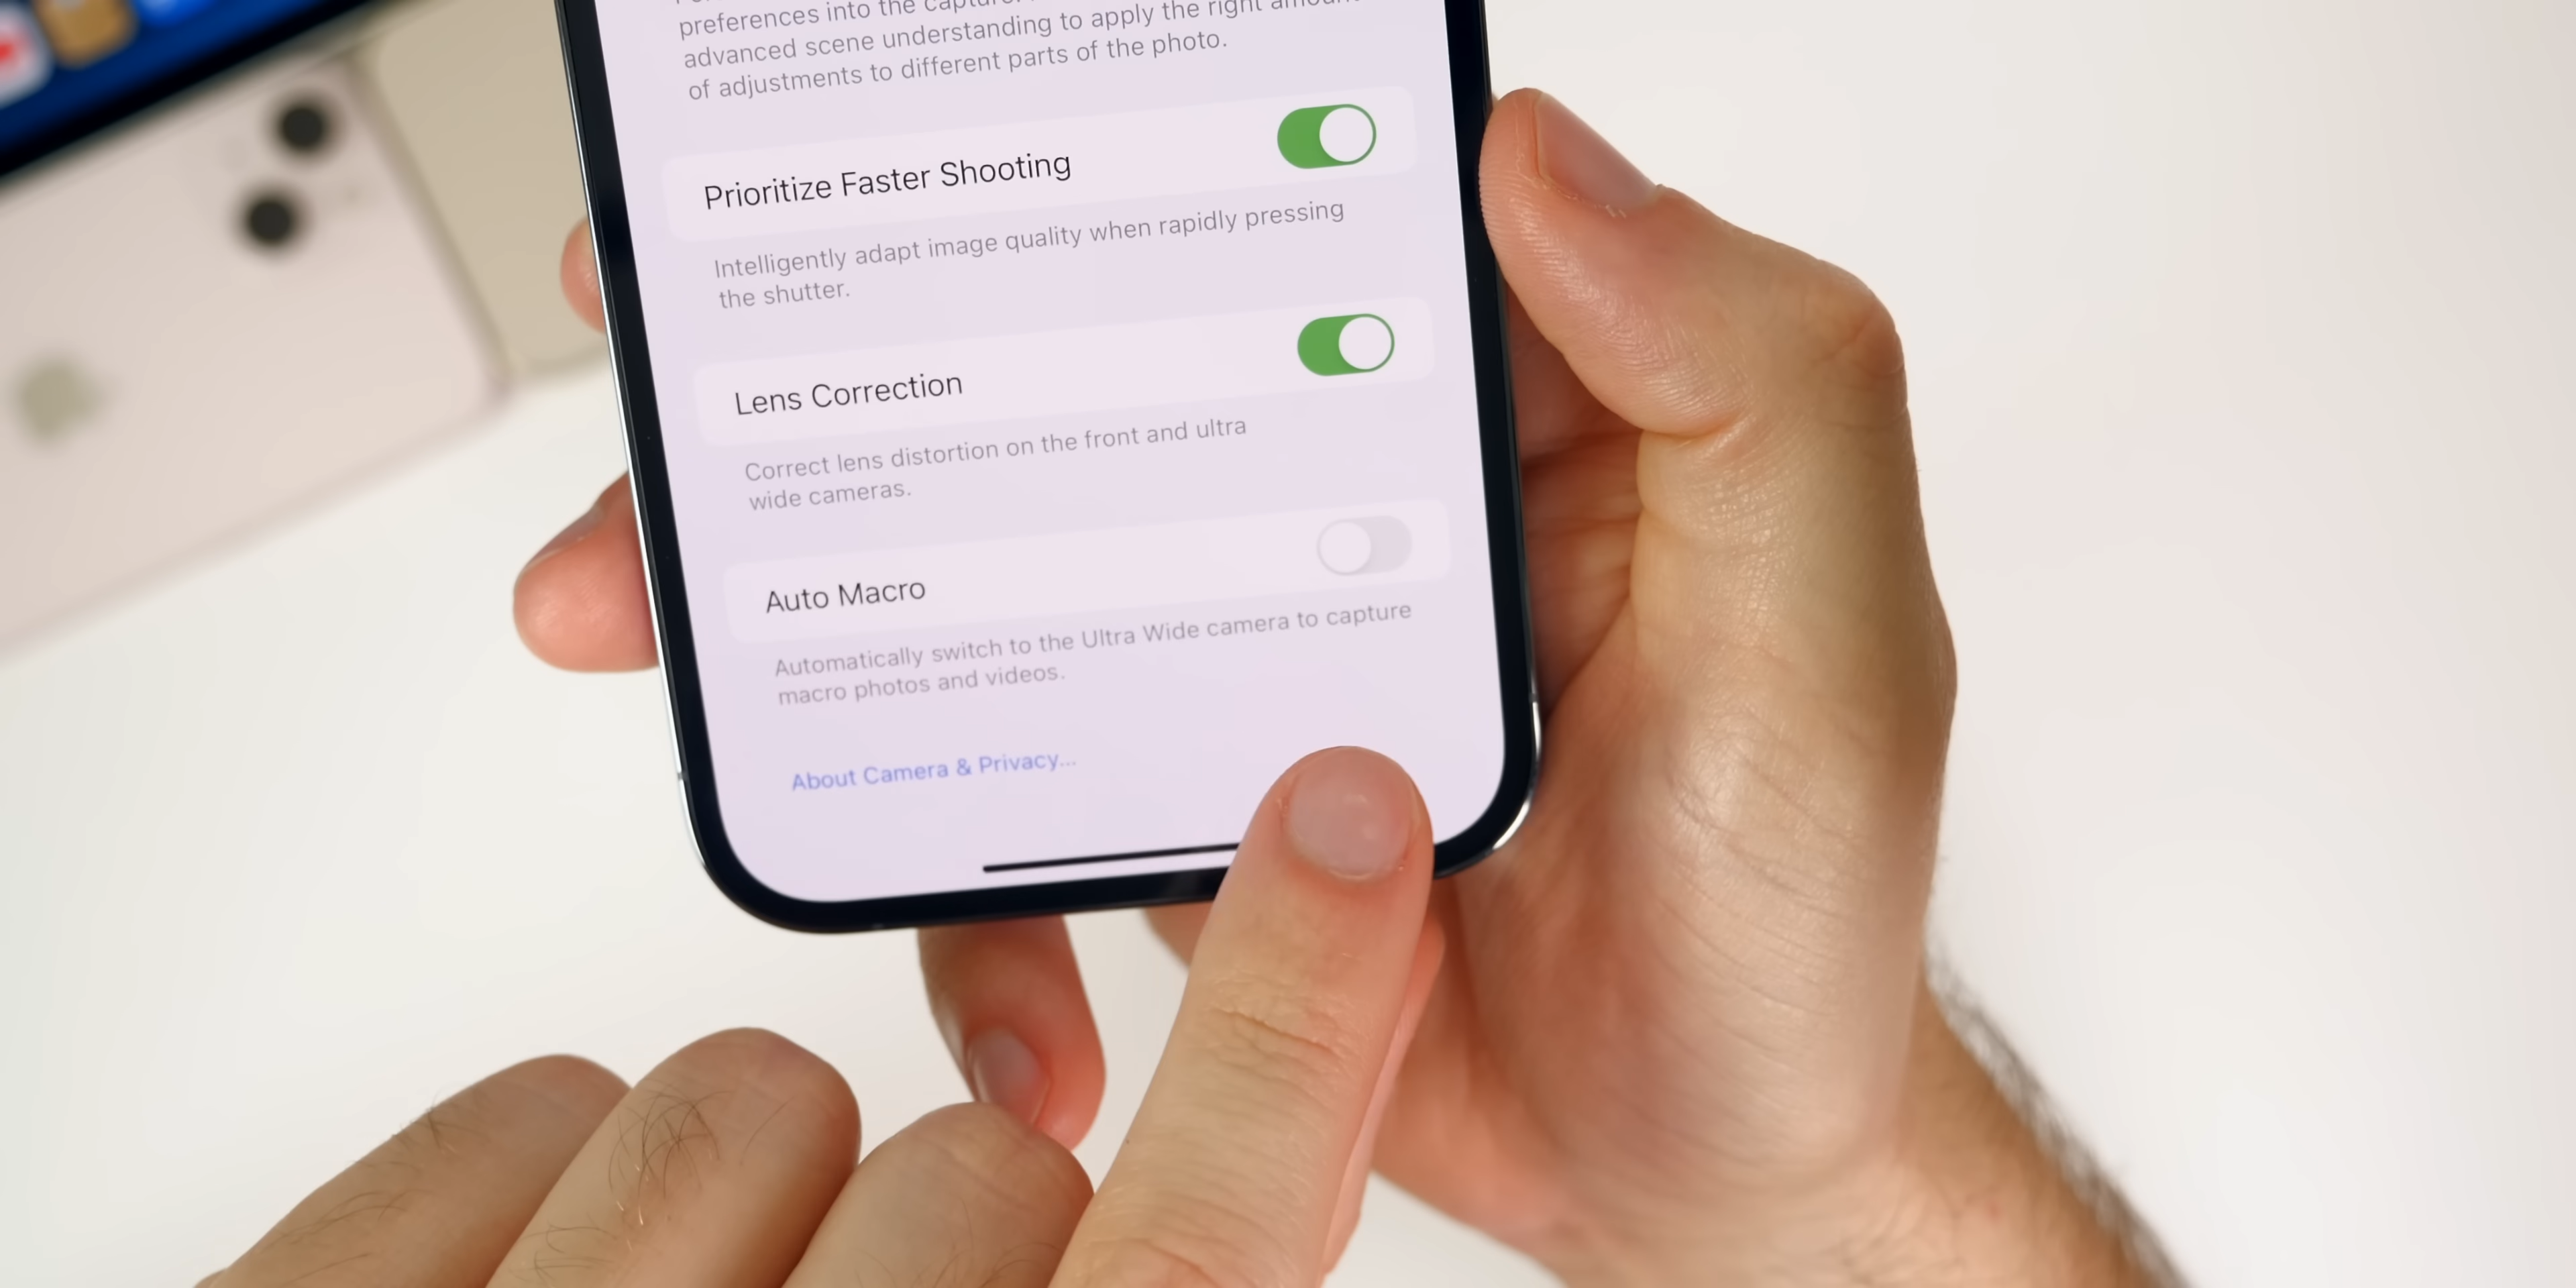 preferences into the capture.
advanced scene understanding to apply the right amount
of adjustments to different parts of the photo.
Prioritize Faster Shooting
Intelligently adapt image quality when rapidly pressing
the shutter.
Lens Correction
Correct lens distortion on the front and ultra
wide cameras.
Auto Macro
Automatically switch to the Ultra Wide camera to capture
macro photos and videos.
About Camera & Privacy...